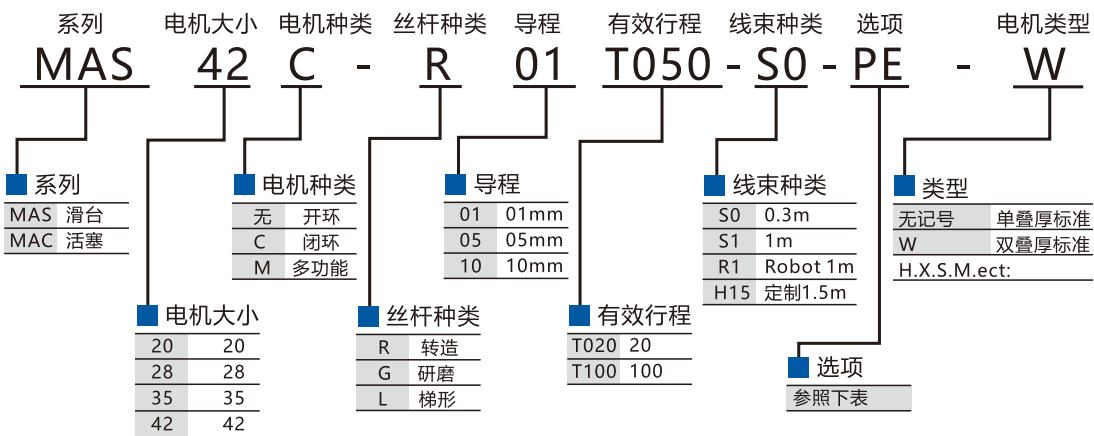 系列 电机大小 电机种类 丝杆种类 导程 有效行程 线束种类 选项 电机类型
MAS 42 C - R 01 T050 - S0 - PE - W
系列
MAS 滑台
MAC 活塞
电机种类
无 开环
C 闭环
M 多功能
导程
01 01mm
05 05mm
10 10mm
线束种类
S0 0.3m
S1 1m
R1 Robot 1m
H15 定制1.5m
类型
无记号 单叠厚标准
W 双叠厚标准
H.X.S.M.ect:
电机大小
20 20
28 28
35 35
42 42
丝杆种类
R 转造
G 研磨
L 梯形
有效行程
T020 20
T100 100
选项
参照下表